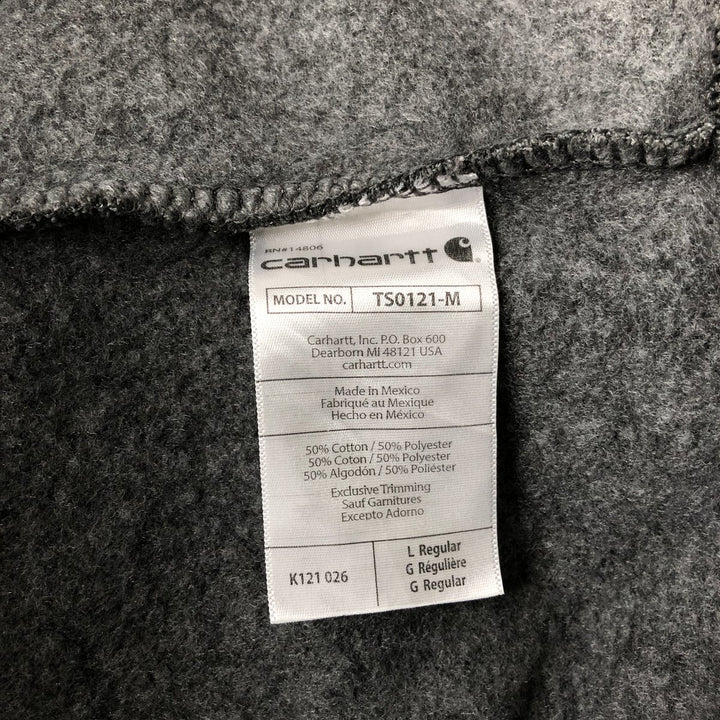 RN#14806
carhartt
MODEL NO. TS0121-M
Carhartt, Inc. P.O. Box 600
Dearborn MI 48121 USA
carhartt.com
Made in Mexico
Fabriqué au Mexique
Hecho en México
50% Cotton / 50% Polyester
50% Coton / 50% Polyester
50% Algodón / 50% Poliéster
Exclusive Trimming
Sauf Garnitures
Excepto Adorno
K121 026
L Regular
G Régulière
G Regular